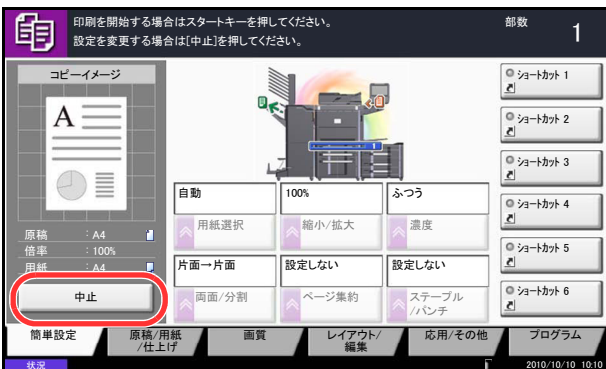 印刷を開始する場合はスタートキーを押してください。
設定を変更する場合は[中止]を押してください。
部数
1
コピーイメージ
A
原稿 :A4
倍率 :100%
用紙 :A4
中止
1
自動
用紙選択
100%
縮小/拡大
ふつう
濃度
片面→片面
両面/分割
設定しない
ページ集約
設定しない
ステープル
/パンチ
ショートカット 1
ショートカット 2
ショートカット 3
ショートカット 4
ショートカット 5
ショートカット 6
簡単設定
原稿/用紙
/仕上げ
画質
レイアウト/
編集
応用/その他
プログラム
状況
2010/10/10 10:10